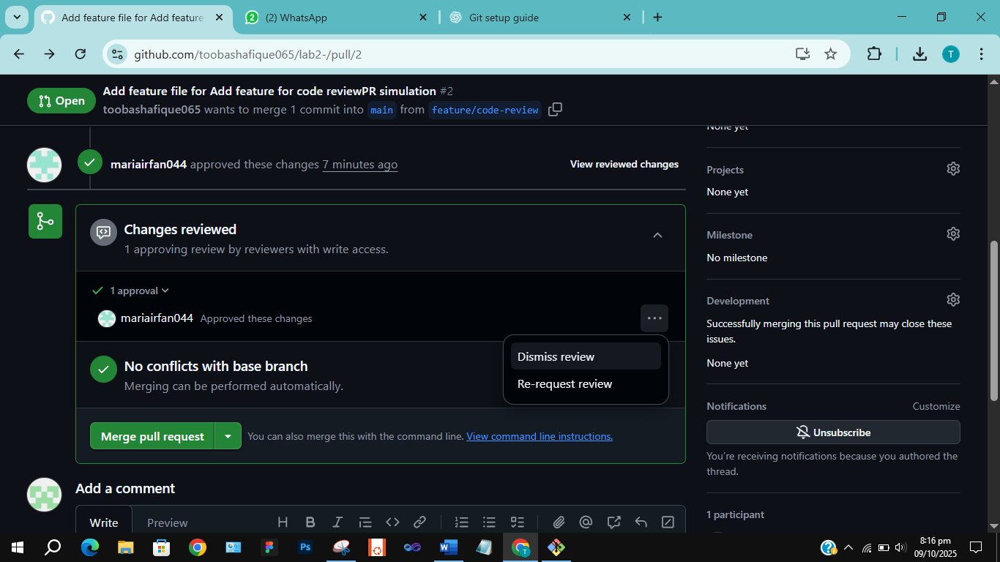 Add feature file for Add feature
(2) WhatsApp
Git setup guide
github.com/toobashafique065/lab2-/pull/2
T
Open
Add feature file for Add feature for code reviewPR simulation #2
toobashafique065 wants to merge 1 commit into main from feature/code-review
None yet
mariairfan044 approved these changes 7 minutes ago
View reviewed changes
Projects
None yet
Changes reviewed
1 approving review by reviewers with write access.
Milestone
No milestone
1 approval
mariairfan044 Approved these changes
Development
Successfully merging this pull request may close these
issues.
None yet
Dismiss review
Re-request review
No conflicts with base branch
Merging can be performed automatically.
Notifications
Customize
Unsubscribe
You're receiving notifications because you authored the
thread.
Merge pull request
You can also merge this with the command line. View command line instructions.
Add a comment
1 participant
Write
Preview
8:16 pm
09/10/2025